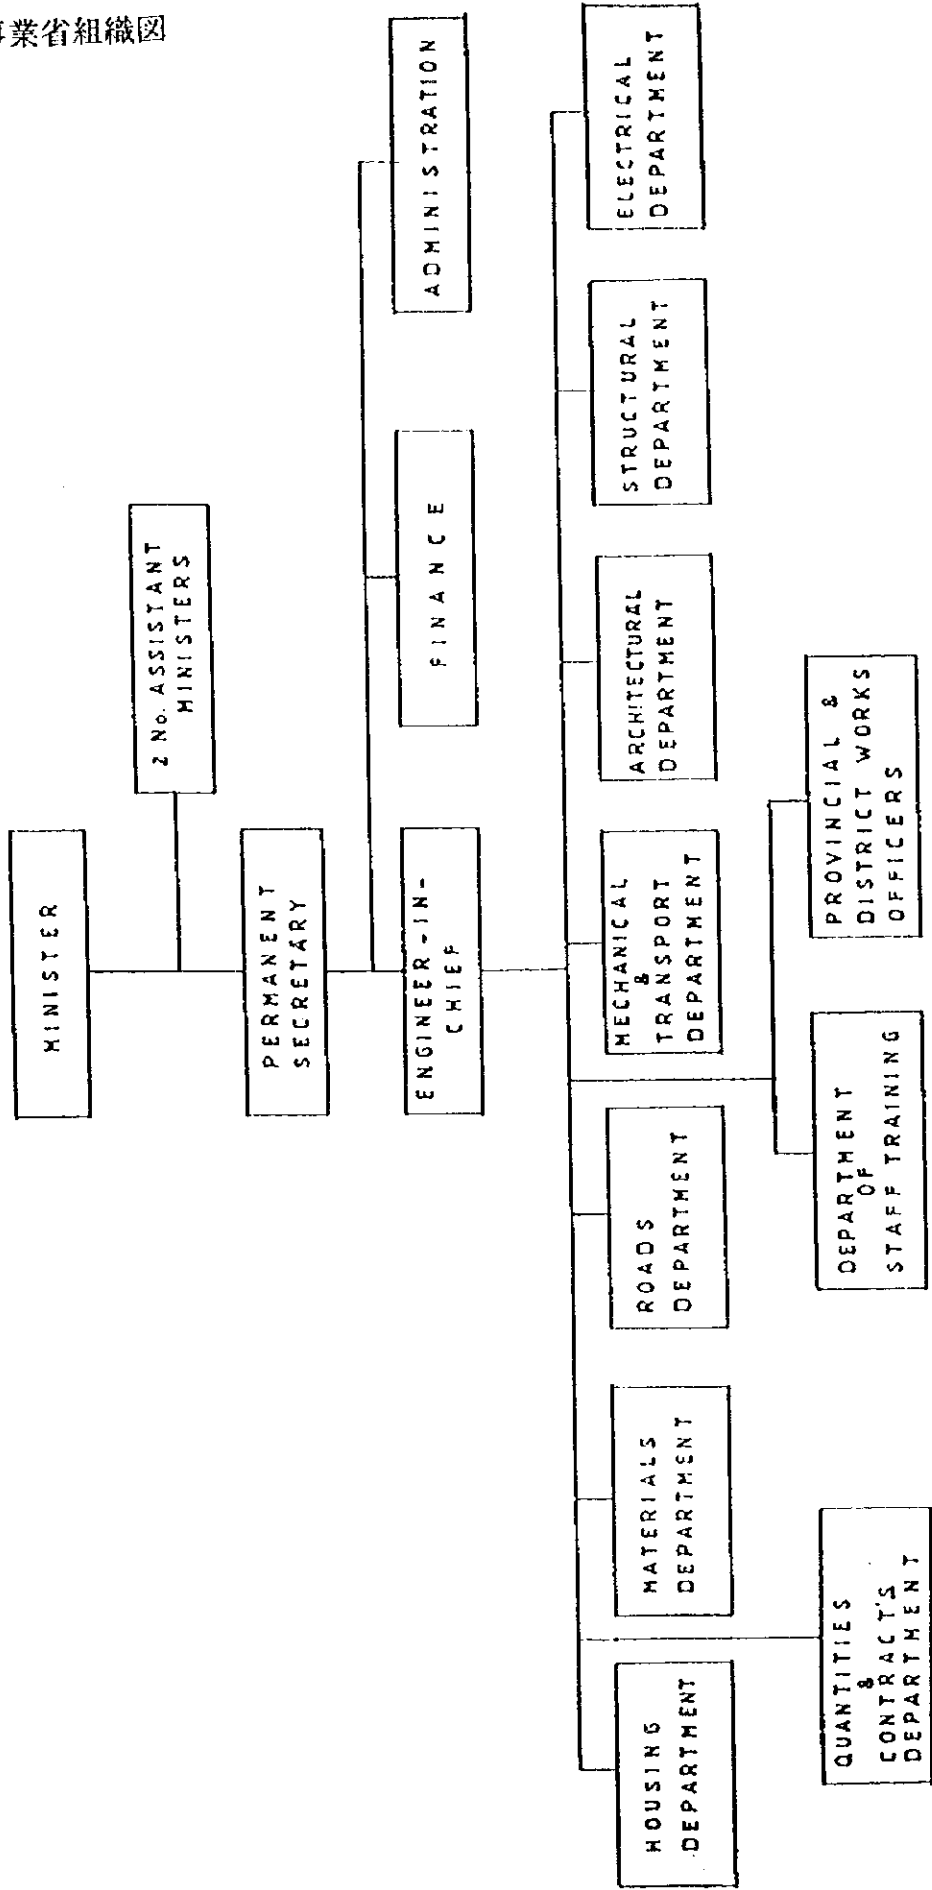 事業省組織図
MINISTER
2 No. ASSISTANT
MINISTERS
PERMANENT
SECRETARY
ENGINEER-IN-
CHIEF
FINANCE
ADMINISTRATION
HOUSING
DEPARTMENT
MATERIALS
DEPARTMENT
ROADS
DEPARTMENT
MECHANICAL
&
TRANSPORT
DEPARTMENT
ARCHITECTURAL
DEPARTMENT
STRUCTURAL
DEPARTMENT
ELECTRICAL
DEPARTMENT
QUANTITIES
&
CONTRACT'S
DEPARTMENT
DEPARTMENT
OF
STAFF TRAINING
PROVINCIAL &
DISTRICT WORKS
OFFICERS